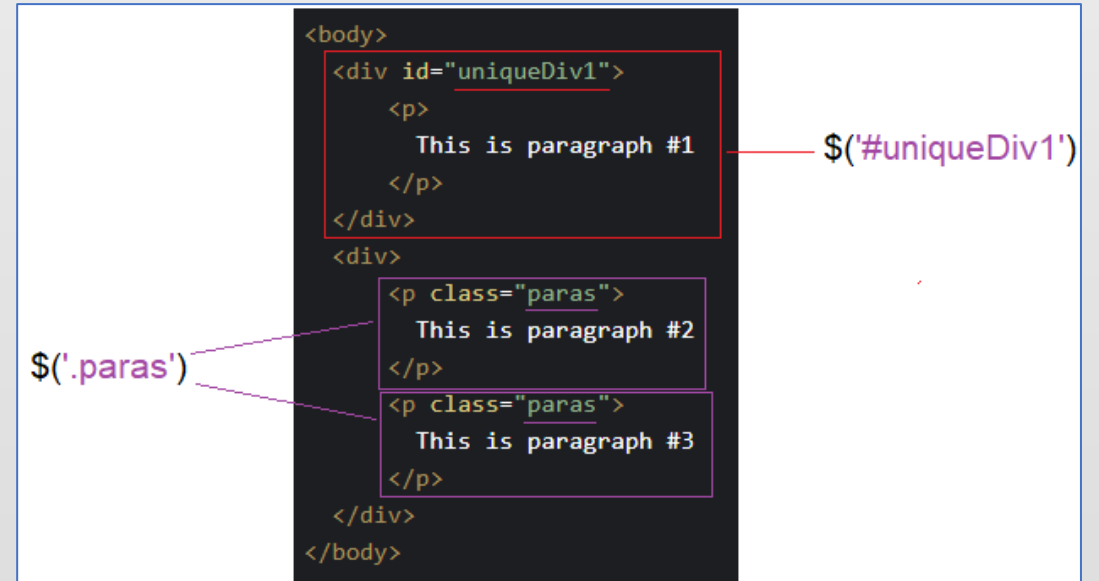 <body>
<div id="uniqueDiv1">
<p>
This is paragraph #1
</p>
</div>
$('#uniqueDiv1')
<div>
<p class="paras">
This is paragraph #2
</p>
$('.paras')
<p class="paras">
This is paragraph #3
</p>
</div>
</body>